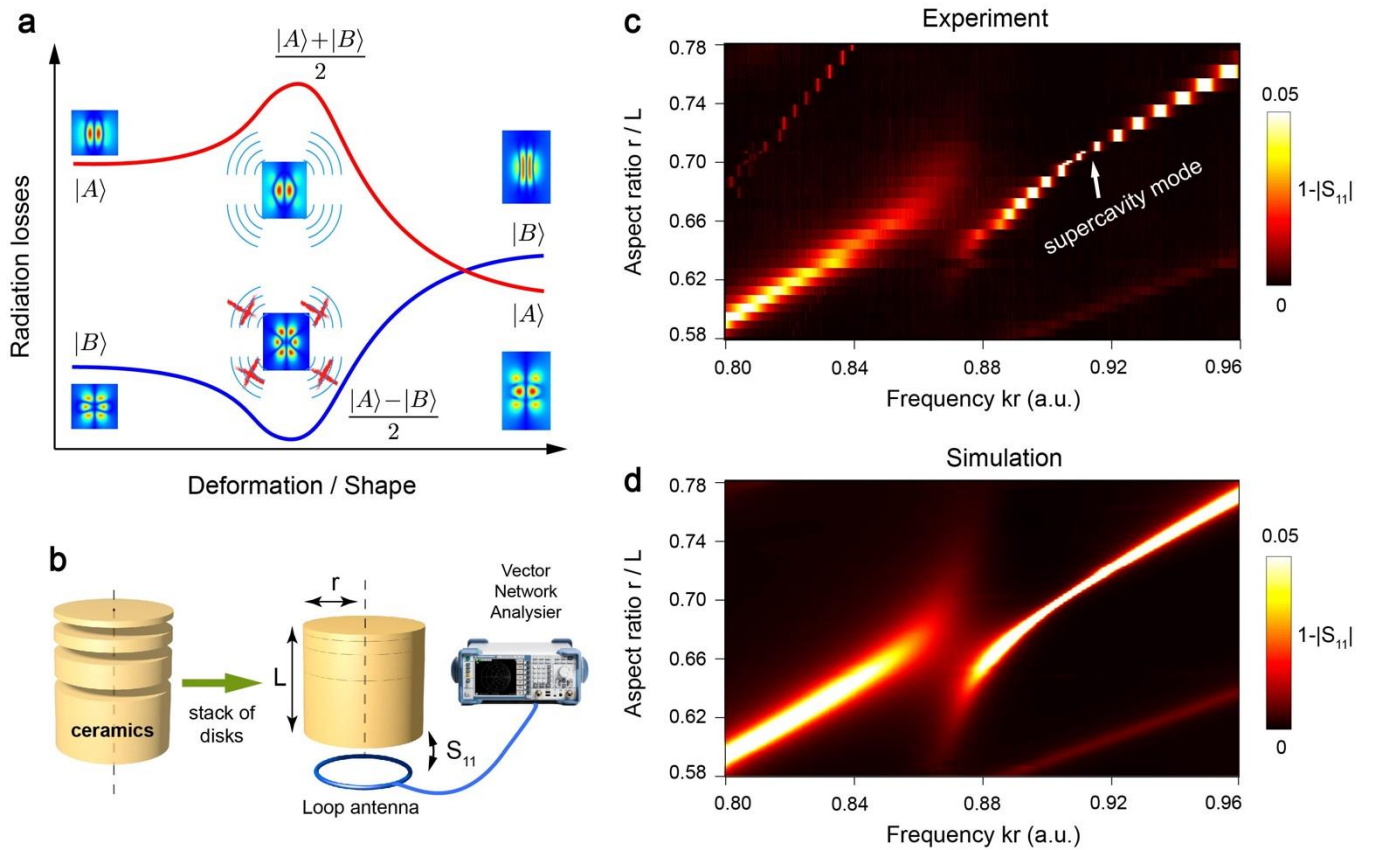 a
Radiation losses
|A⟩+|B⟩
2
|A⟩
|B⟩
|B⟩
|A⟩
|A⟩−|B⟩
2
Deformation / Shape
b
ceramics
stack of
disks
r
L
S11
Loop antenna
Vector
Network
Analysier
c
Experiment
Aspect ratio r / L
0.78
0.74
0.70
0.66
0.62
0.58
supercavity mode
0.80
0.84
0.88
0.92
0.96
Frequency kr (a.u.)
0.05
1-|S11|
0
d
Simulation
Aspect ratio r / L
0.78
0.74
0.70
0.66
0.62
0.58
0.80
0.84
0.88
0.92
0.96
Frequency kr (a.u.)
0.05
1-|S11|
0